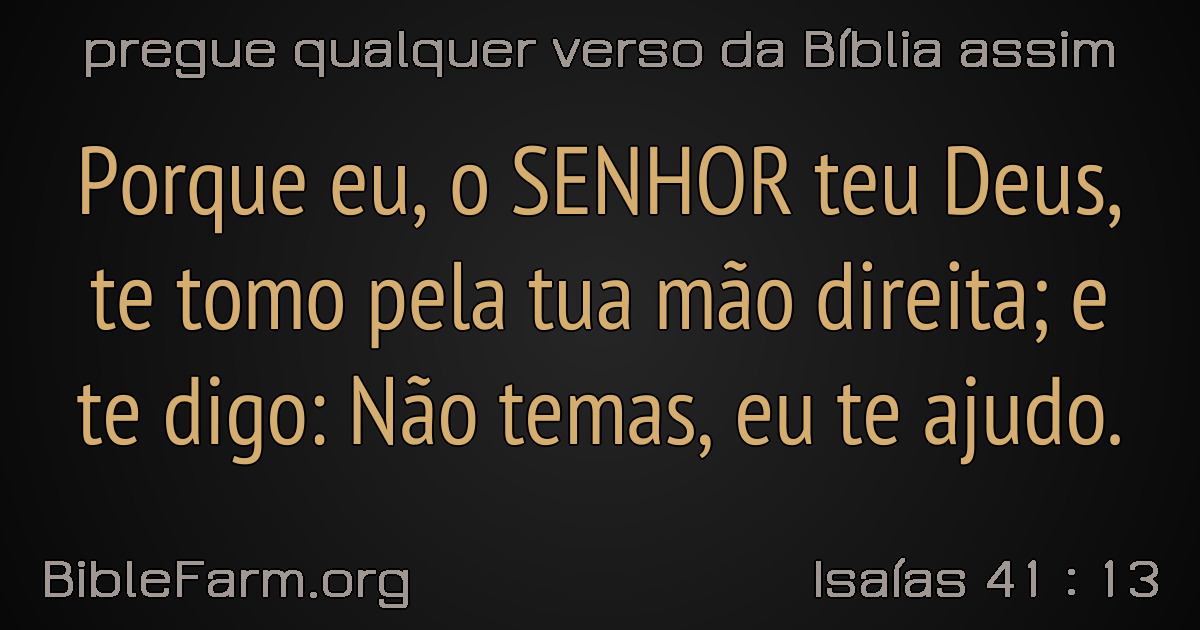 pregue qualquer verso da Bíblia assim
Porque eu, o SENHOR teu Deus,
te tomo pela tua mão direita; e
te digo: Não temas, eu te ajudo.
BibleFarm.org
Isaías 41 : 13